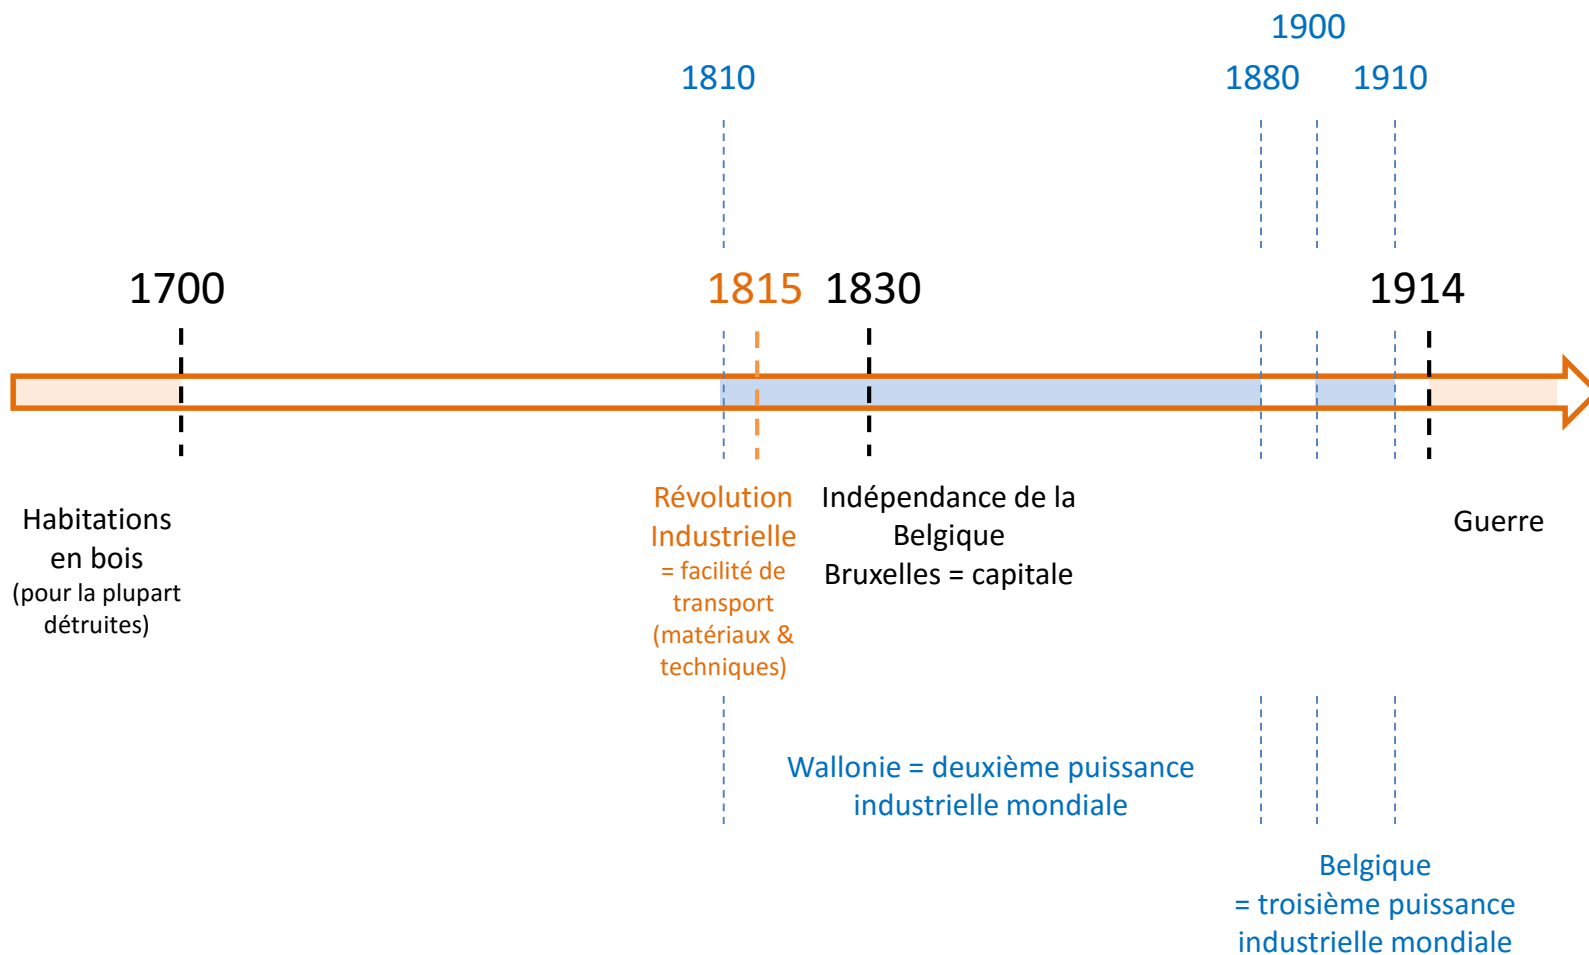 1900
1810
1880
1910
1700
1815
1830
1914
Habitations
en bois
(pour la plupart
détruites)
Révolution
Industrielle
= facilité de
transport
(matériaux &
techniques)
Indépendance de la
Belgique
Bruxelles = capitale
Guerre
Wallonie = deuxième puissance
industrielle mondiale
Belgique
= troisième puissance
industrielle mondiale